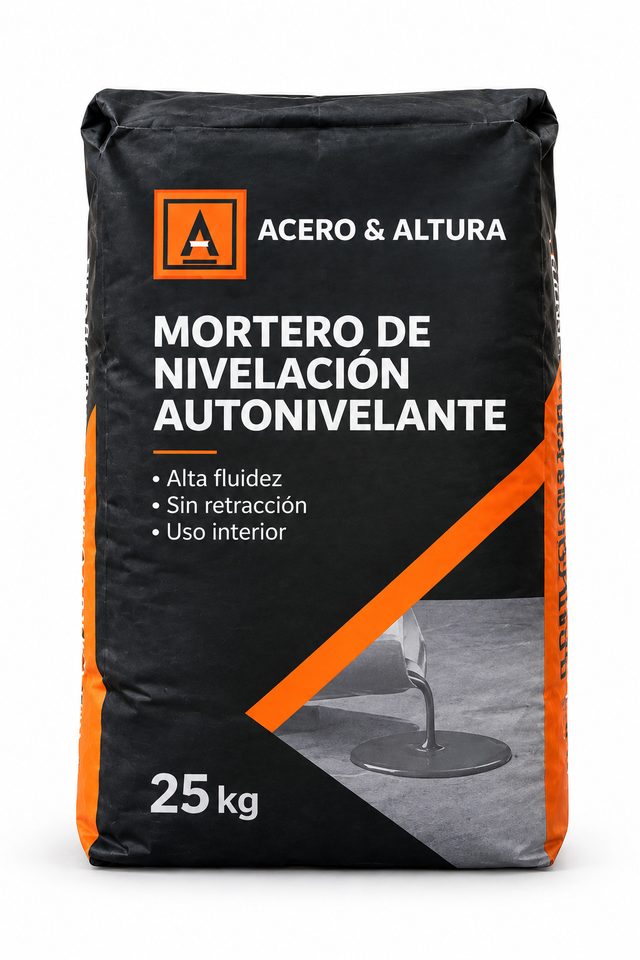 A
ACERO & ALTURA
MORTERO DE
NIVELACIÓN
AUTONIVELANTE
• Alta fluidez
• Sin retracción
• Uso interior
25 kg